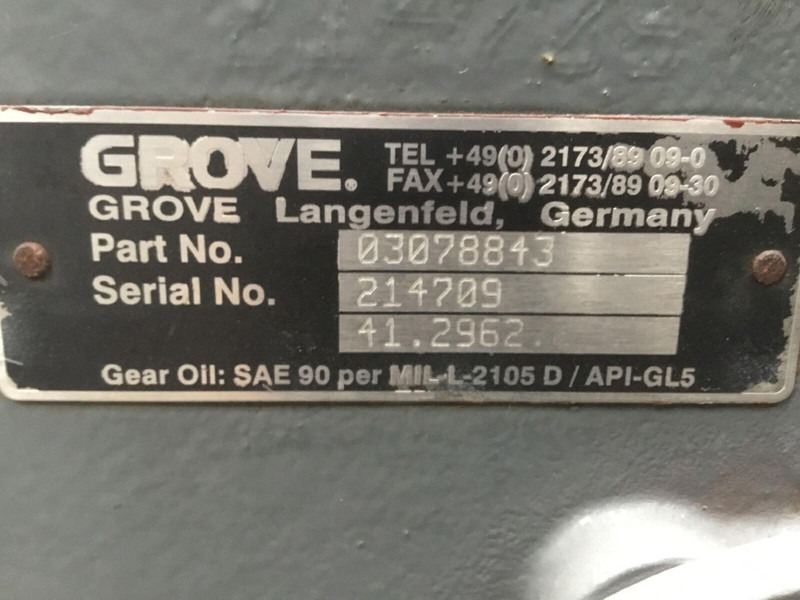 GROVE.
TEL +49(0) 2173/89 09-0
FAX +49(0) 2173/89 09-30
GROVE Langenfeld, Germany
Part No. 03078843
Serial No. 214709
41.2962.
Gear Oil: SAE 90 per MIL-L-2105 D / API-GL5